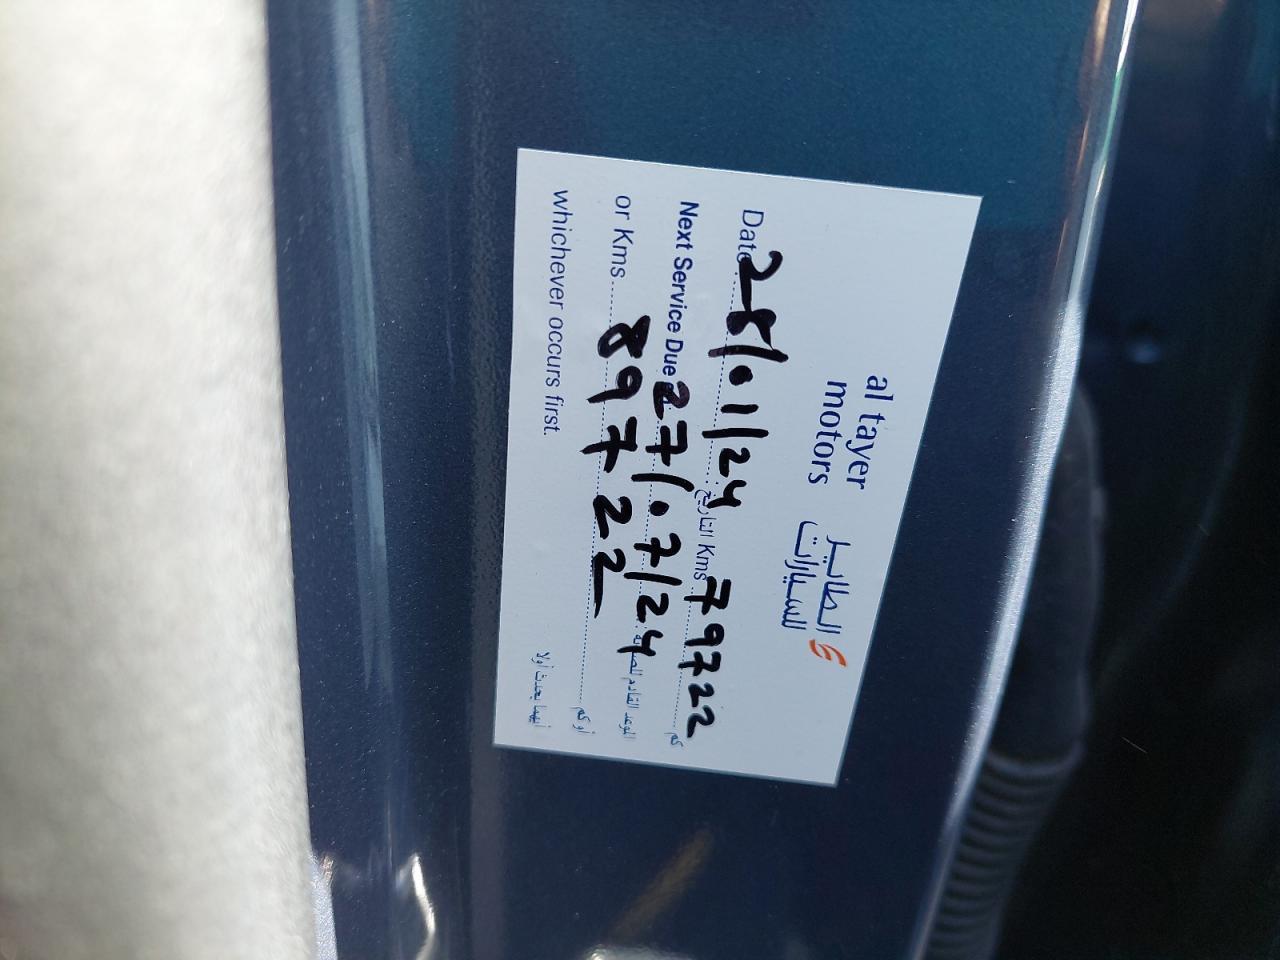 al tayer الطاير
motors للسيارات
Date 28/01/24 التاريخ Kms 79722 كم
Next Service Due 27/07/24 الموعد القادم
or Kms 89722 أو كم
whichever occurs first. أيهما يحدث أولا